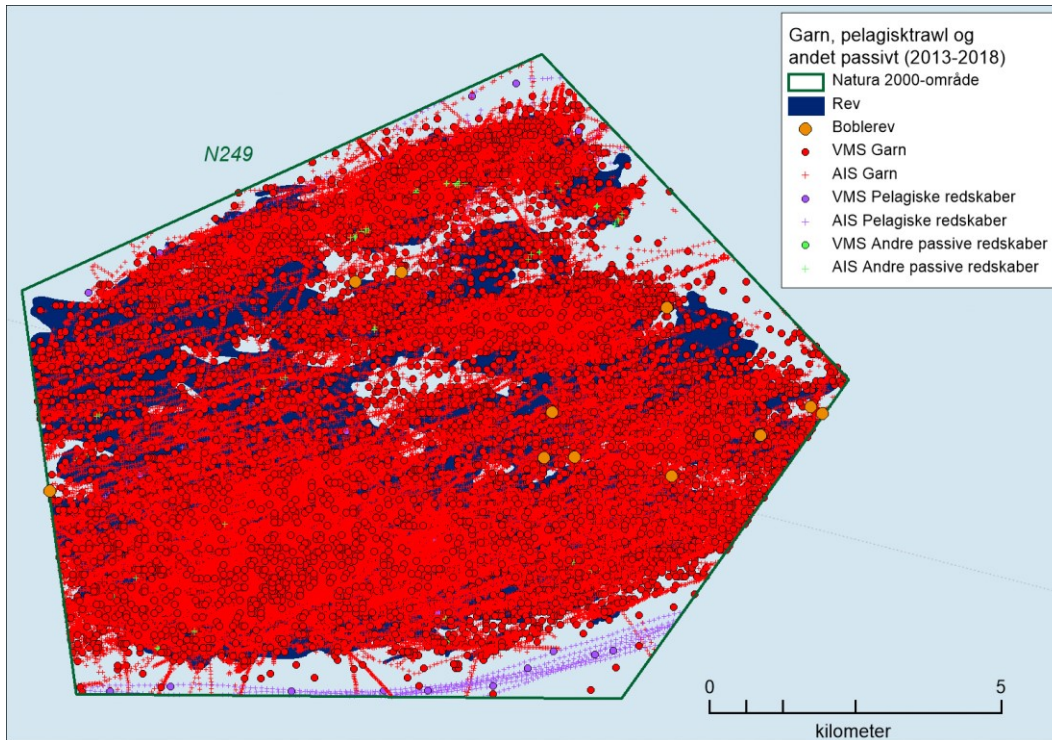 Garn, pelagisktrawl og
andet passivt (2013-2018)
Natura 2000-område
Rev
Boblerev
VMS Garn
AIS Garn
VMS Pelagiske redskaber
AIS Pelagiske redskaber
VMS Andre passive redskaber
AIS Andre passive redskaber
N249
0 5
kilometer